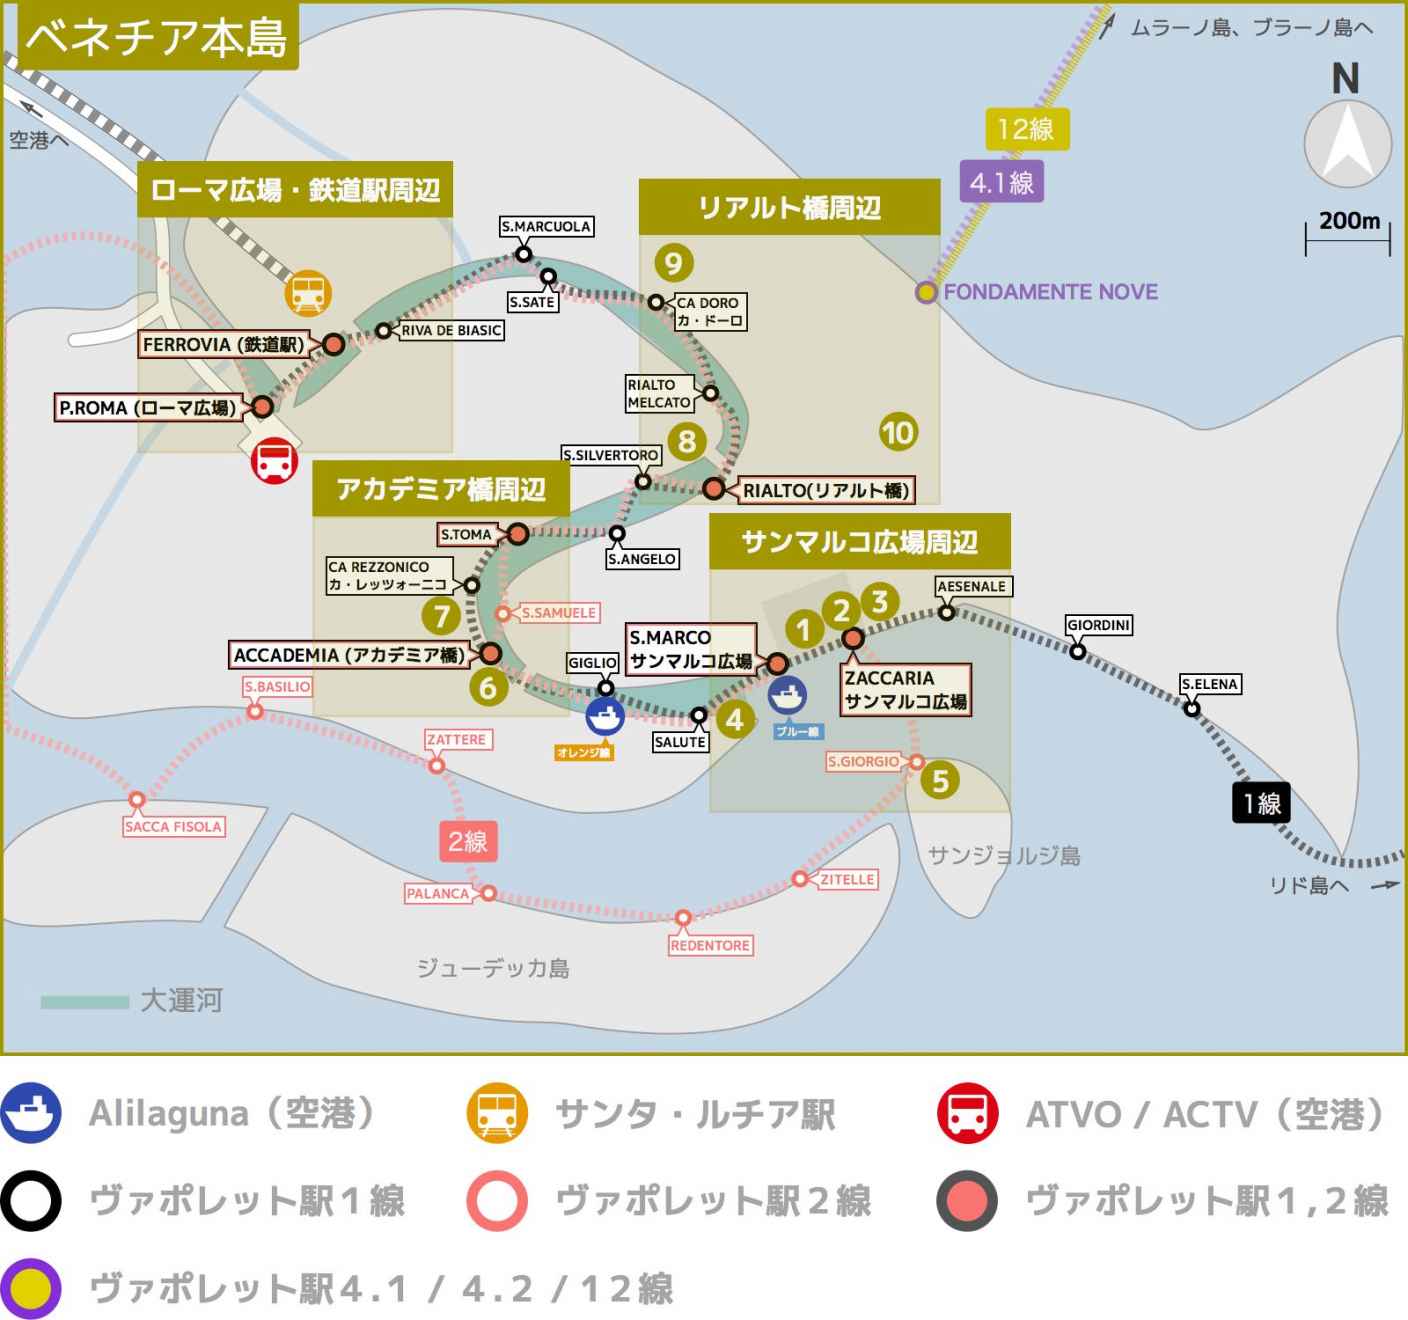 ベネチア本島
ムラーノ島、ブラーノ島へ
N
200m
空港へ
12線
4.1線
FONDAMENTE NOVE
ローマ広場・鉄道駅周辺
リアルト橋周辺
S.MARCUOLA
S.SATE
9
CA DORO
カ・ドーロ
RIVA DE BIASIC
FERROVIA (鉄道駅)
P.ROMA (ローマ広場)
RIALTO
MELCATO
8
10
S.SILVERTORO
RIALTO(リアルト橋)
アカデミア橋周辺
サンマルコ広場周辺
S.TOMA
S.ANGELO
CA REZZONICO
カ・レッツォーニコ
7
S.SAMUELE
ACCADEMIA (アカデミア橋)
6
GIGLIO
オレンジ線
S.MARCO
サンマルコ広場
1
2
3
AESENALE
GIORDINI
S.ELENA
ZACCARIA
サンマルコ広場
4
SALUTE
ブルー線
S.GIORGIO
5
S.BASILIO
ZATTERE
SACCA FISOLA
2線
1線
PALANCA
ZITELLE
REDENTORE
サンジョルジ島
リド島へ
ジューデッカ島
大運河
Alilaguna（空港）
サンタ・ルチア駅
ATVO / ACTV（空港）
ヴァポレット駅１線
ヴァポレット駅２線
ヴァポレット駅１,２線
ヴァポレット駅４.１ / ４.２ /１２線